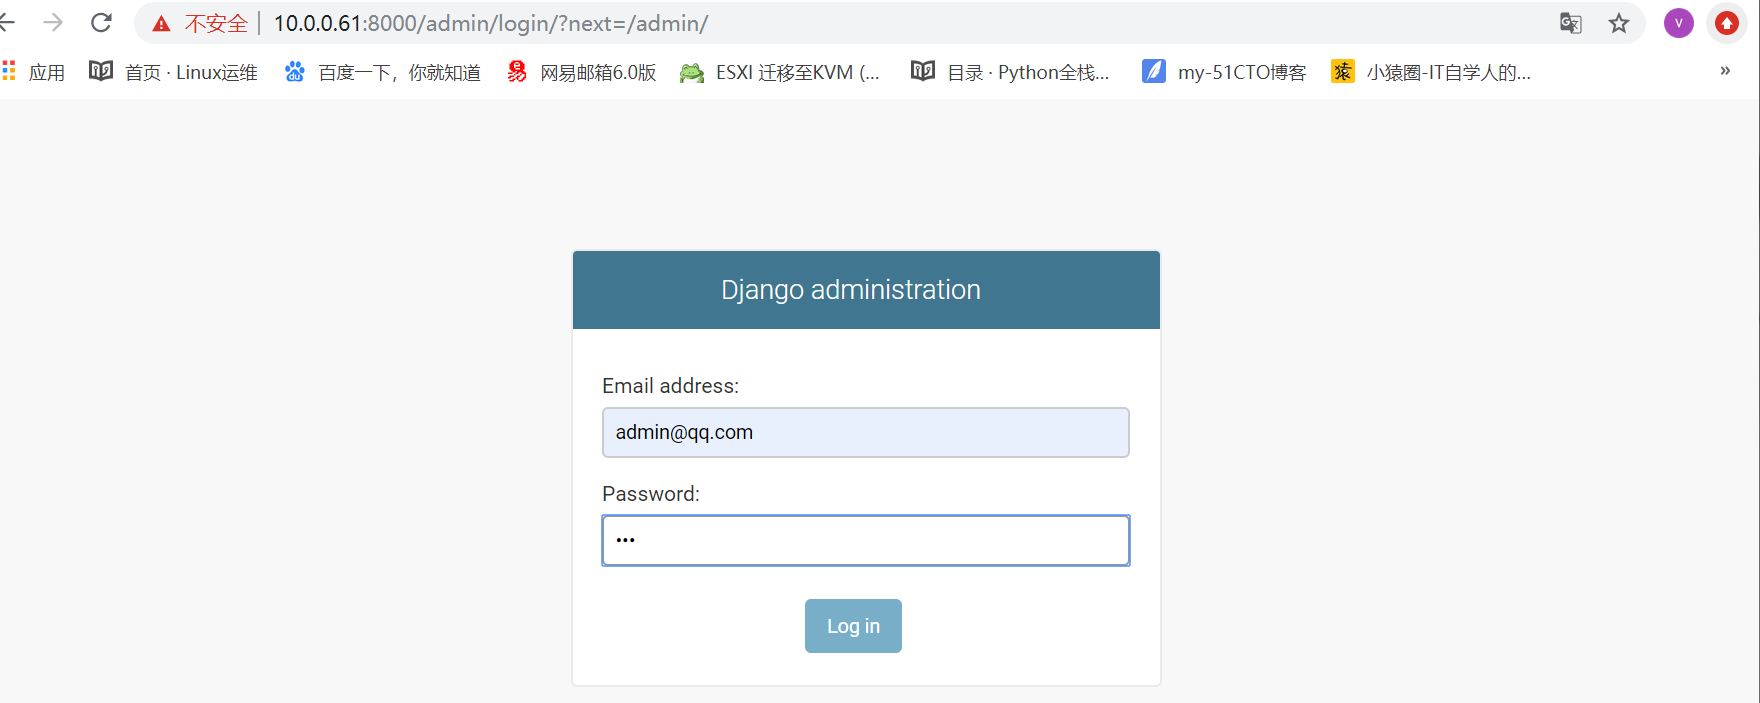 不安全 10.0.0.61:8000/admin/login/?next=/admin/ V
应用 首页 · Linux运维 百度一下，你就知道 网易邮箱6.0版 ESXI 迁移至KVM (... 目录 · Python全栈... my-51CTO博客 猿 小猿圈-IT自学人的... »
Django administration
Email address:
admin@qq.com
Password:
•••
Log in